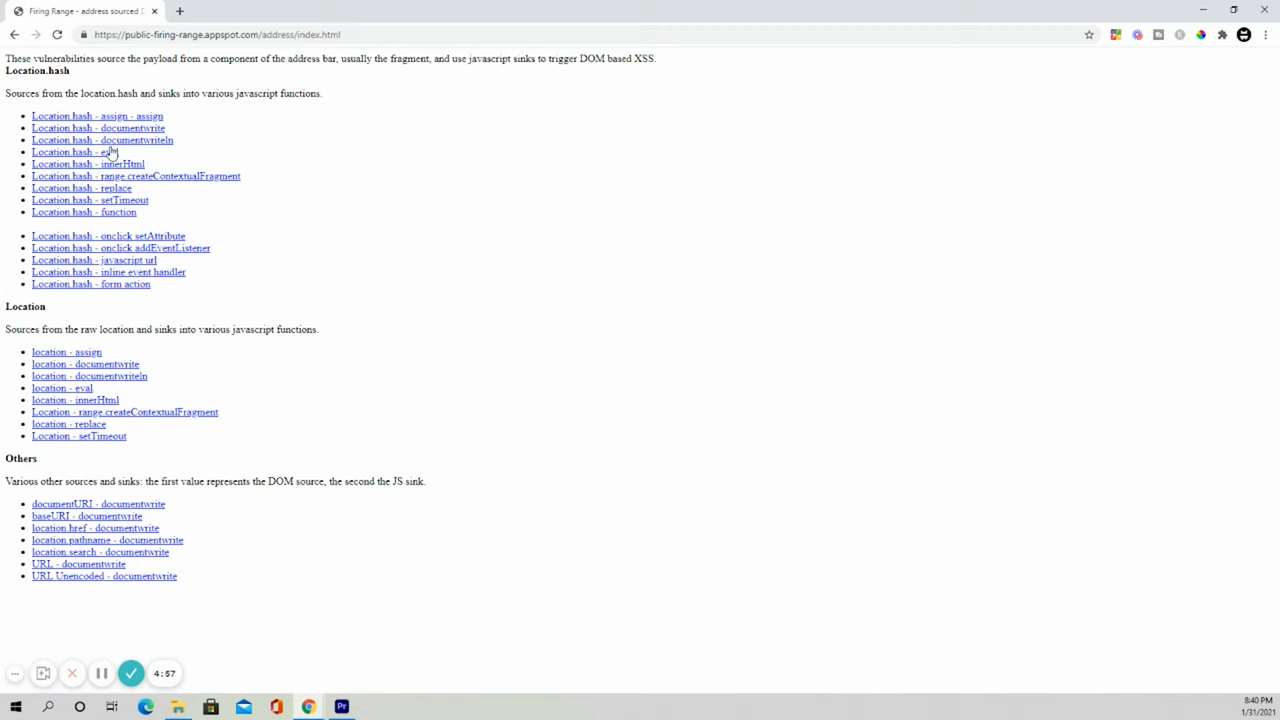 Firing Range - address sourced D
https://public-firing-range.appspot.com/address/index.html
These vulnerabilities source the payload from a component of the address bar, usually the fragment, and use javascript sinks to trigger DOM based XSS.
Location.hash
Sources from the location.hash and sinks into various javascript functions.
Location.hash - assign - assign
Location.hash - documentwrite
Location.hash - documentwriteln
Location.hash -
Location.hash - innerHtml
Location.hash - range.createContextualFragment
Location.hash - replace
Location.hash - setTimeout
Location.hash - function
Location.hash - onclick setAttribute
Location.hash - onclick addEventListener
Location.hash - javascript url
Location.hash - inline event handler
Location.hash - form action
Location
Sources from the raw location and sinks into various javascript functions.
location - assign
location - documentwrite
location - documentwriteln
location - eval
location - innerHtml
Location - range.createContextualFragment
location - replace
Location - setTimeout
Others
Various other sources and sinks: the first value represents the DOM source, the second the JS sink.
documentURI - documentwrite
baseURI - documentwrite
location.href - documentwrite
location.pathname - documentwrite
location.search - documentwrite
URL - documentwrite
URL Unencoded - documentwrite
4:57
Pr
8:40 PM
1/31/2021